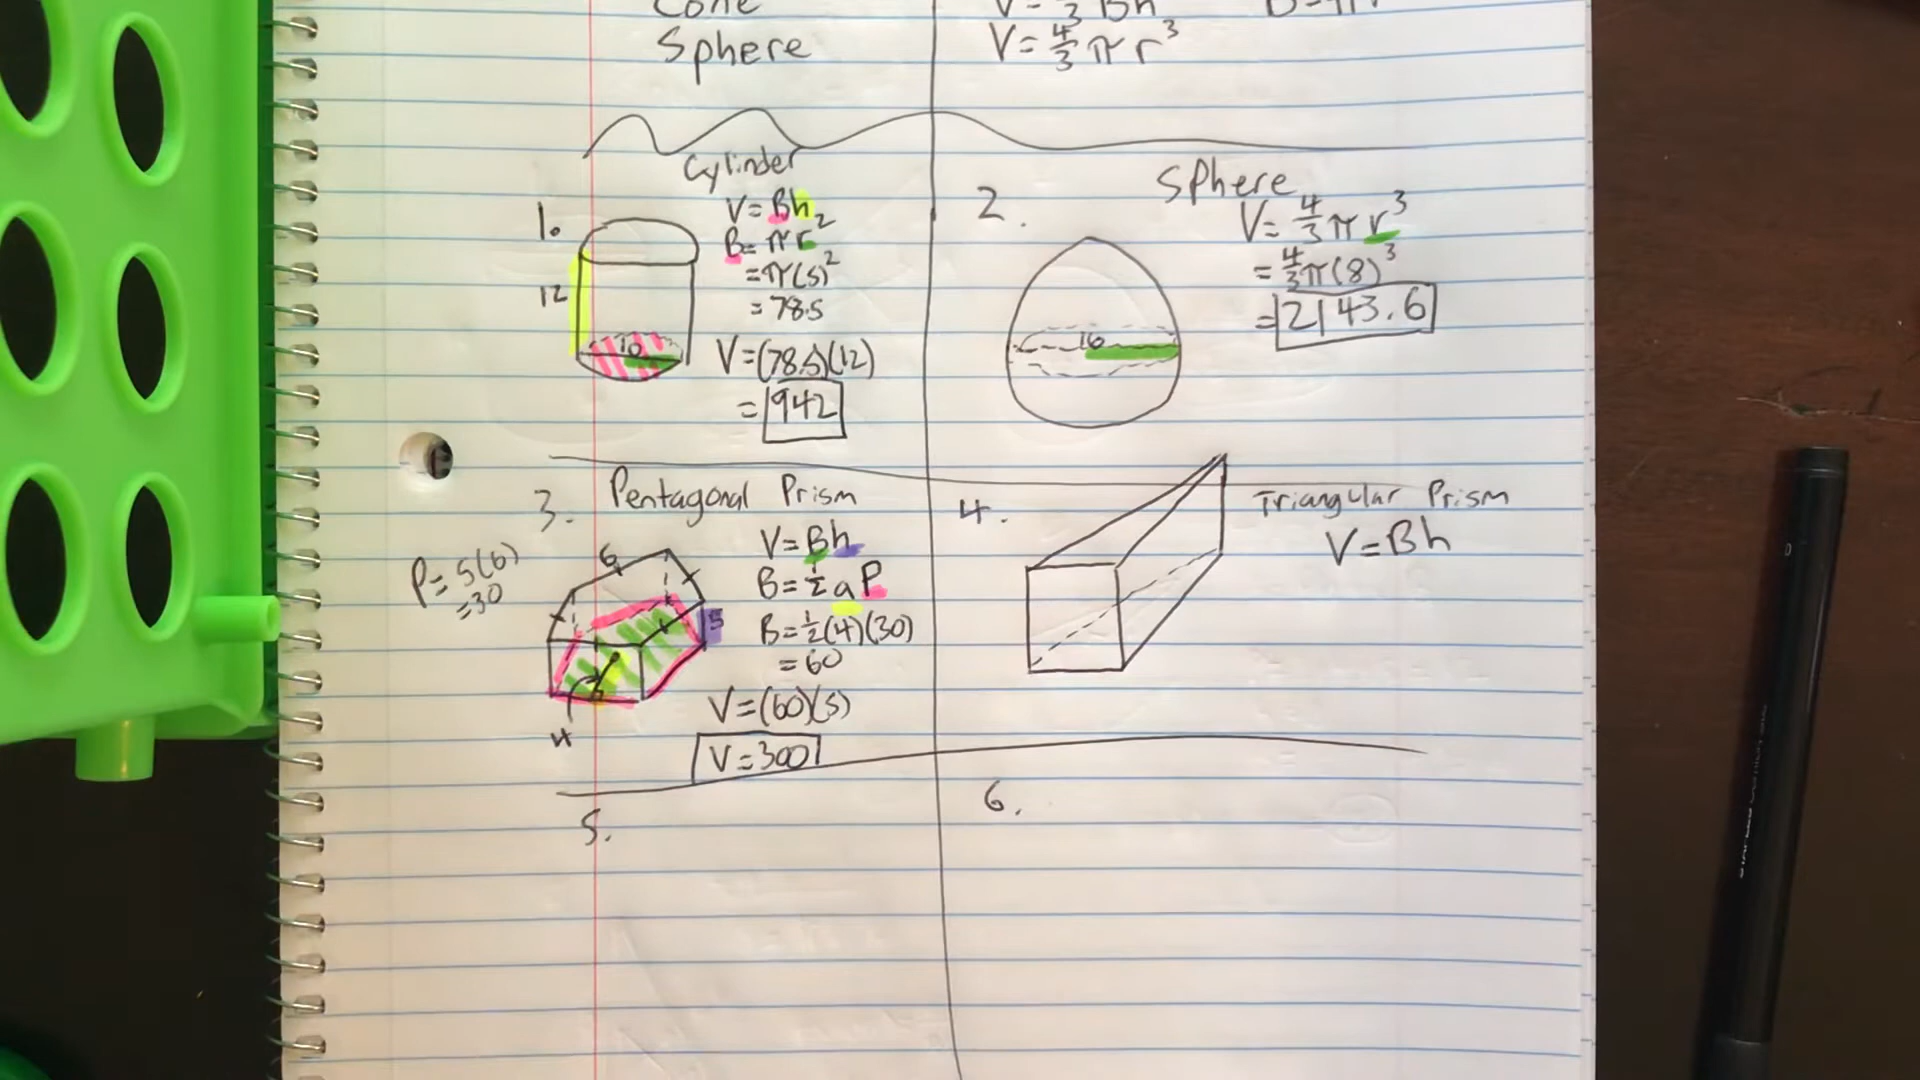 Cone V = 1/3 Bh
Sphere V = 4/3 π r³
Cylinder
1.
V = Bh
B = πr²
= π(5)²
= 78.5
12
10
V = (78.5)(12)
= 942
2.
Sphere
V = 4/3 π r³
= 4/3 π (8)³
= 2143.6
16
3. Pentagonal Prism
P = 5(6)
= 30
6
V = Bh
B = 1/2 a P
5
B = 1/2 (4)(30)
= 60
4
V = (60)(5)
V = 300
4.
Triangular Prism
V = Bh
5.
6.